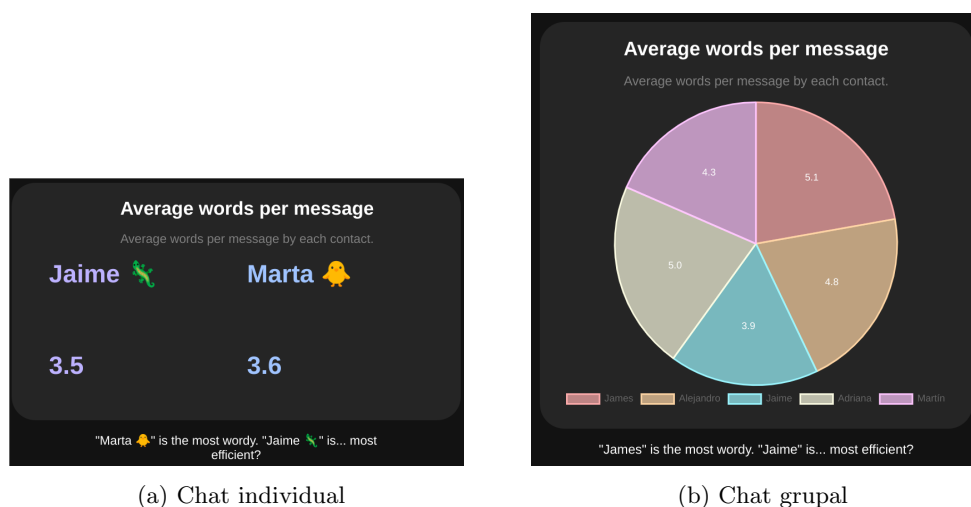 Average words per message
Average words per message by each contact.
Jaime 🦎 Marta 🐥
3.5 3.6
"Marta 🐥" is the most wordy. "Jaime 🦎" is... most
efficient?
(a) Chat individual
Average words per message
Average words per message by each contact.
4.3 5.1
5.0 4.8
3.9
James Alejandro Jaime Adriana Martín
"James" is the most wordy. "Jaime" is... most efficient?
(b) Chat grupal